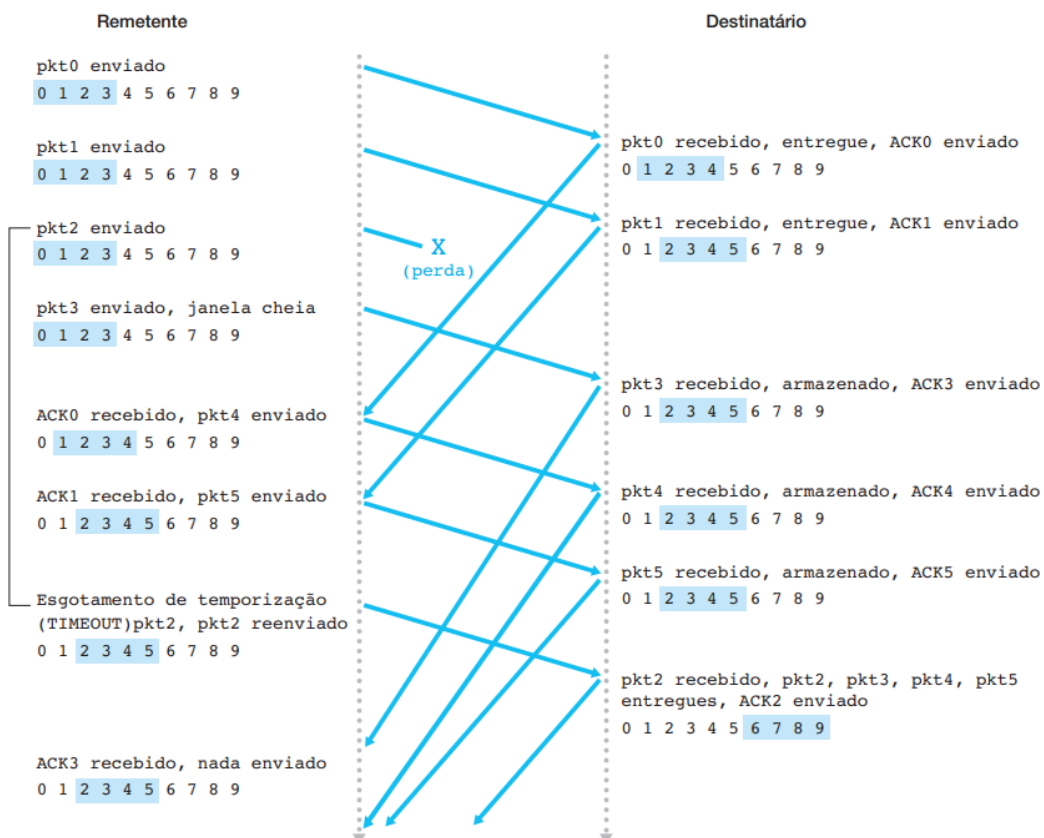 Remetente
Destinatário
pkt0 enviado
0 1 2 3 4 5 6 7 8 9
pkt1 enviado
0 1 2 3 4 5 6 7 8 9
pkt2 enviado
0 1 2 3 4 5 6 7 8 9
pkt3 enviado, janela cheia
0 1 2 3 4 5 6 7 8 9
ACK0 recebido, pkt4 enviado
0 1 2 3 4 5 6 7 8 9
ACK1 recebido, pkt5 enviado
0 1 2 3 4 5 6 7 8 9
Esgotamento de temporização
(TIMEOUT)pkt2, pkt2 reenviado
0 1 2 3 4 5 6 7 8 9
ACK3 recebido, nada enviado
0 1 2 3 4 5 6 7 8 9
X
(perda)
pkt0 recebido, entregue, ACK0 enviado
0 1 2 3 4 5 6 7 8 9
pkt1 recebido, entregue, ACK1 enviado
0 1 2 3 4 5 6 7 8 9
pkt3 recebido, armazenado, ACK3 enviado
0 1 2 3 4 5 6 7 8 9
pkt4 recebido, armazenado, ACK4 enviado
0 1 2 3 4 5 6 7 8 9
pkt5 recebido, armazenado, ACK5 enviado
0 1 2 3 4 5 6 7 8 9
pkt2 recebido, pkt2, pkt3, pkt4, pkt5
entregues, ACK2 enviado
0 1 2 3 4 5 6 7 8 9